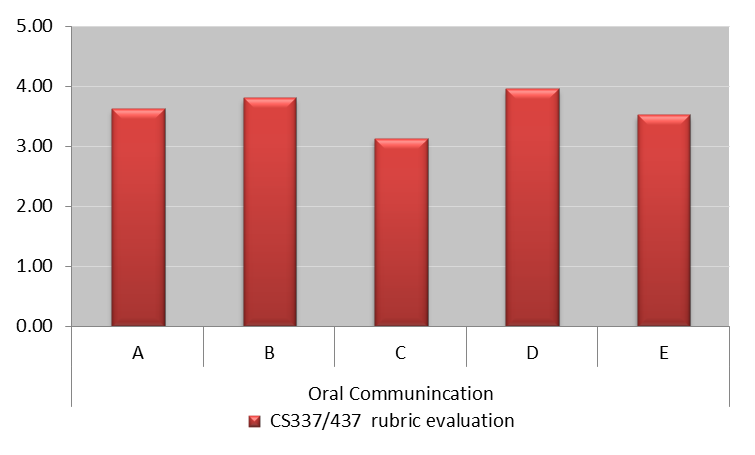 5.00
4.00
3.00
2.00
1.00
0.00
A B C D E
Oral Communincation
CS337/437 rubric evaluation